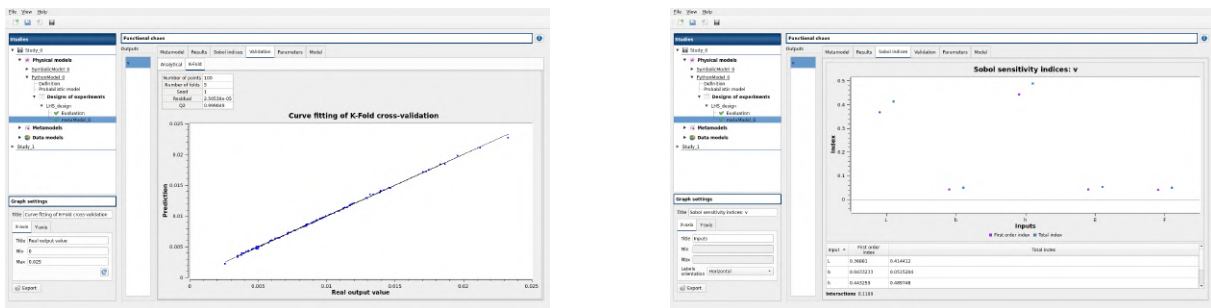 File View Help
Studies
Study_0
Physical models
SymbolicModel_0
PythonModel_0
Definition
Probabilistic model
Designs of experiments
LHS_design
Evaluation
Metamodels
Data models
Study_1
Graph settings
Title Curve fitting of K-Fold cross-validation
X-axis Y-axis
Title Real output value
Min 0
Max 0.025
Export
Functional chaos
Outputs
v
Metamodel Results Sobol indices Validation Parameters Model
Analytical K-Fold
Number of points 100
Number of folds 5
Seed 1
Residual
Q2
Curve fitting of K-Fold cross-validation
0.025
0.02
0.015
0.01
0.005
0
Prediction
0 0.005 0.01 0.015 0.02 0.025
Real output value
File View Help
Studies
Study_0
Physical models
SymbolicModel_0
PythonModel_0
Definition
Probabilistic model
Designs of experiments
LHS_design
Evaluation
Metamodels
Data models
Study_1
Graph settings
Title Sobol sensitivity indices: v
X-axis Y-axis
Title Inputs
Min
Max
Labels
orientation Horizontal
Export
Functional chaos
Outputs
v
Metamodel Results Sobol indices Validation Parameters Model
Sobol sensitivity indices: v
0.5
0.4
0.3
0.2
0.1
0
Index
L b h E F
Inputs
First order index Total index
Input First order
index Total index
L 0.414412
b
h 0.489748
Interactions